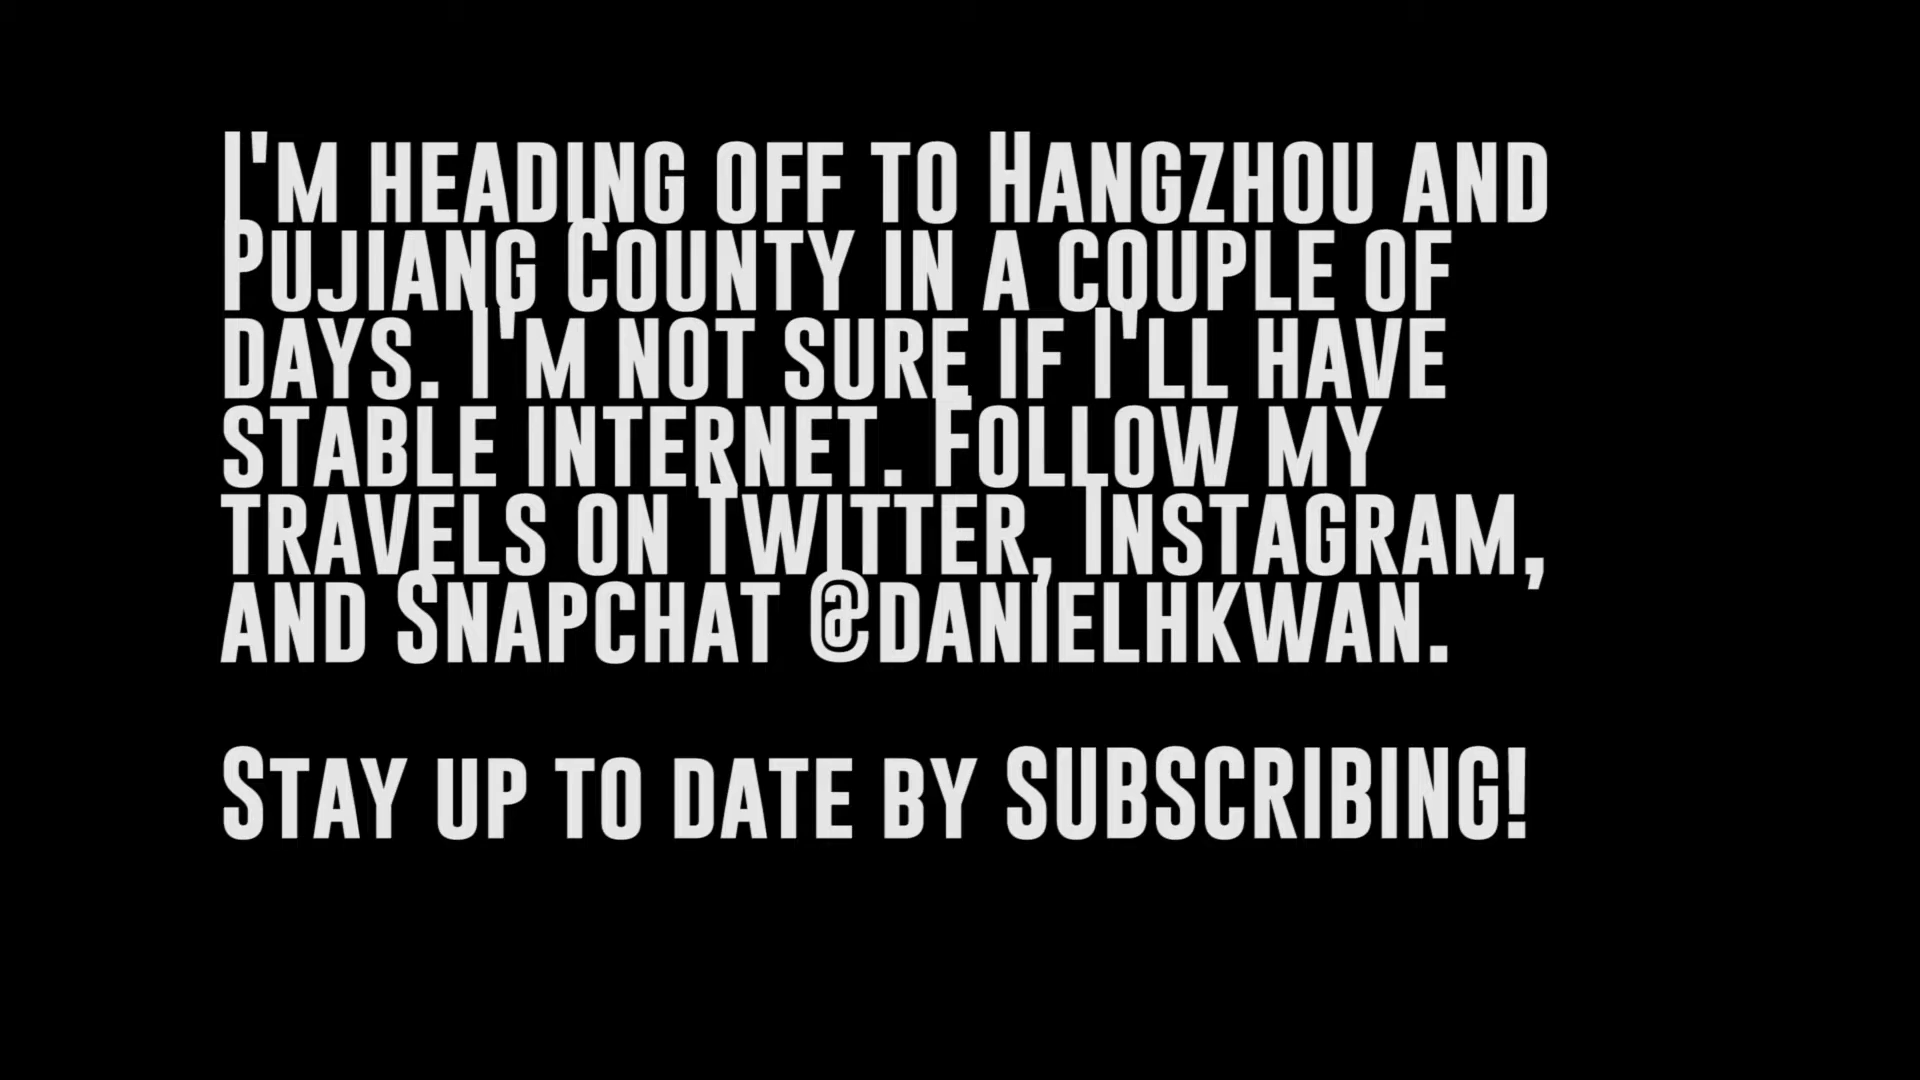 I'm heading off to Hangzhou and
Pujiang County in a couple of
days. I'm not sure if I'll have
stable internet. Follow my
travels on Twitter, Instagram,
and Snapchat @danielhkwan.
Stay up to date by SUBSCRIBING!